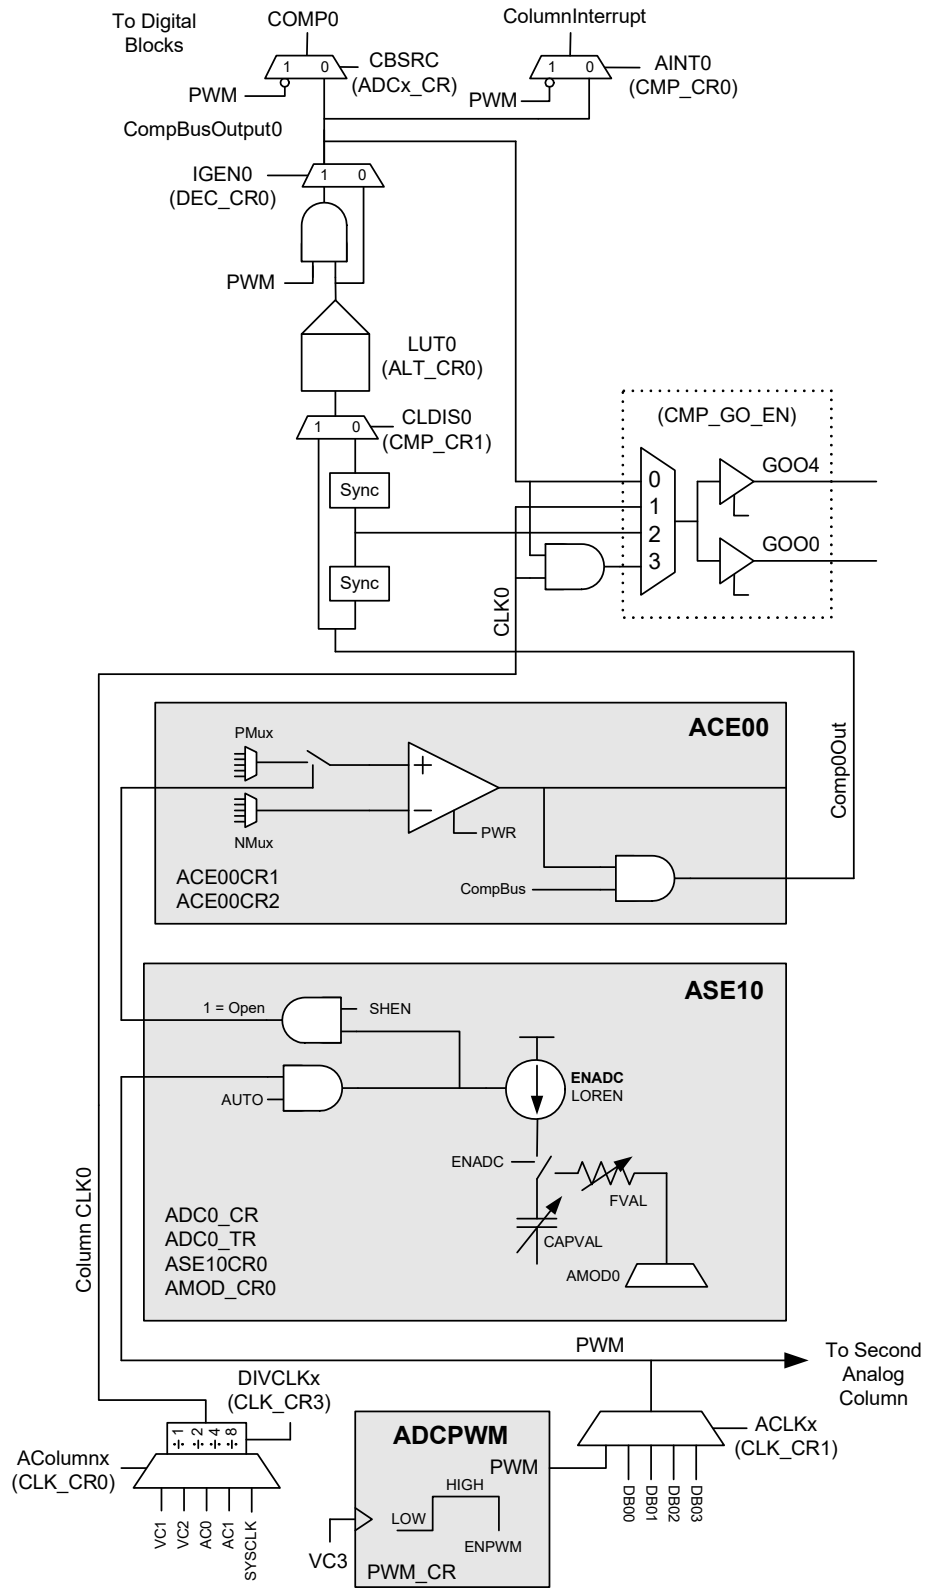 To Digital
Blocks
COMP0
ColumnInterrupt
1 0
CBSRC
(ADCx_CR)
1 0
AINT0
(CMP_CR0)
PWM
PWM
CompBusOutput0
IGEN0
(DEC_CR0)
1 0
PWM
LUT0
(ALT_CR0)
1 0
CLDIS0
(CMP_CR1)
(CMP_GO_EN)
Sync
0
1
2
3
GOO4
GOO0
Sync
CLK0
ACE00
PMux
+
−
NMux
PWR
CompBus
Comp0Out
ACE00CR1
ACE00CR2
ASE10
1 = Open
SHEN
AUTO
ENADC
LOREN
ENADC
FVAL
CAPVAL
AMOD0
ADC0_CR
ADC0_TR
ASE10CR0
AMOD_CR0
Column CLK0
PWM
To Second
Analog
Column
DIVCLKx
(CLK_CR3)
÷1 ÷2 ÷4 ÷8
AColumnx
(CLK_CR0)
VC1
VC2
AC0
AC1
SYSCLK
ADCPWM
PWM
HIGH
LOW
ENPWM
VC3
PWM_CR
ACLKx
(CLK_CR1)
DB00
DB01
DB02
DB03